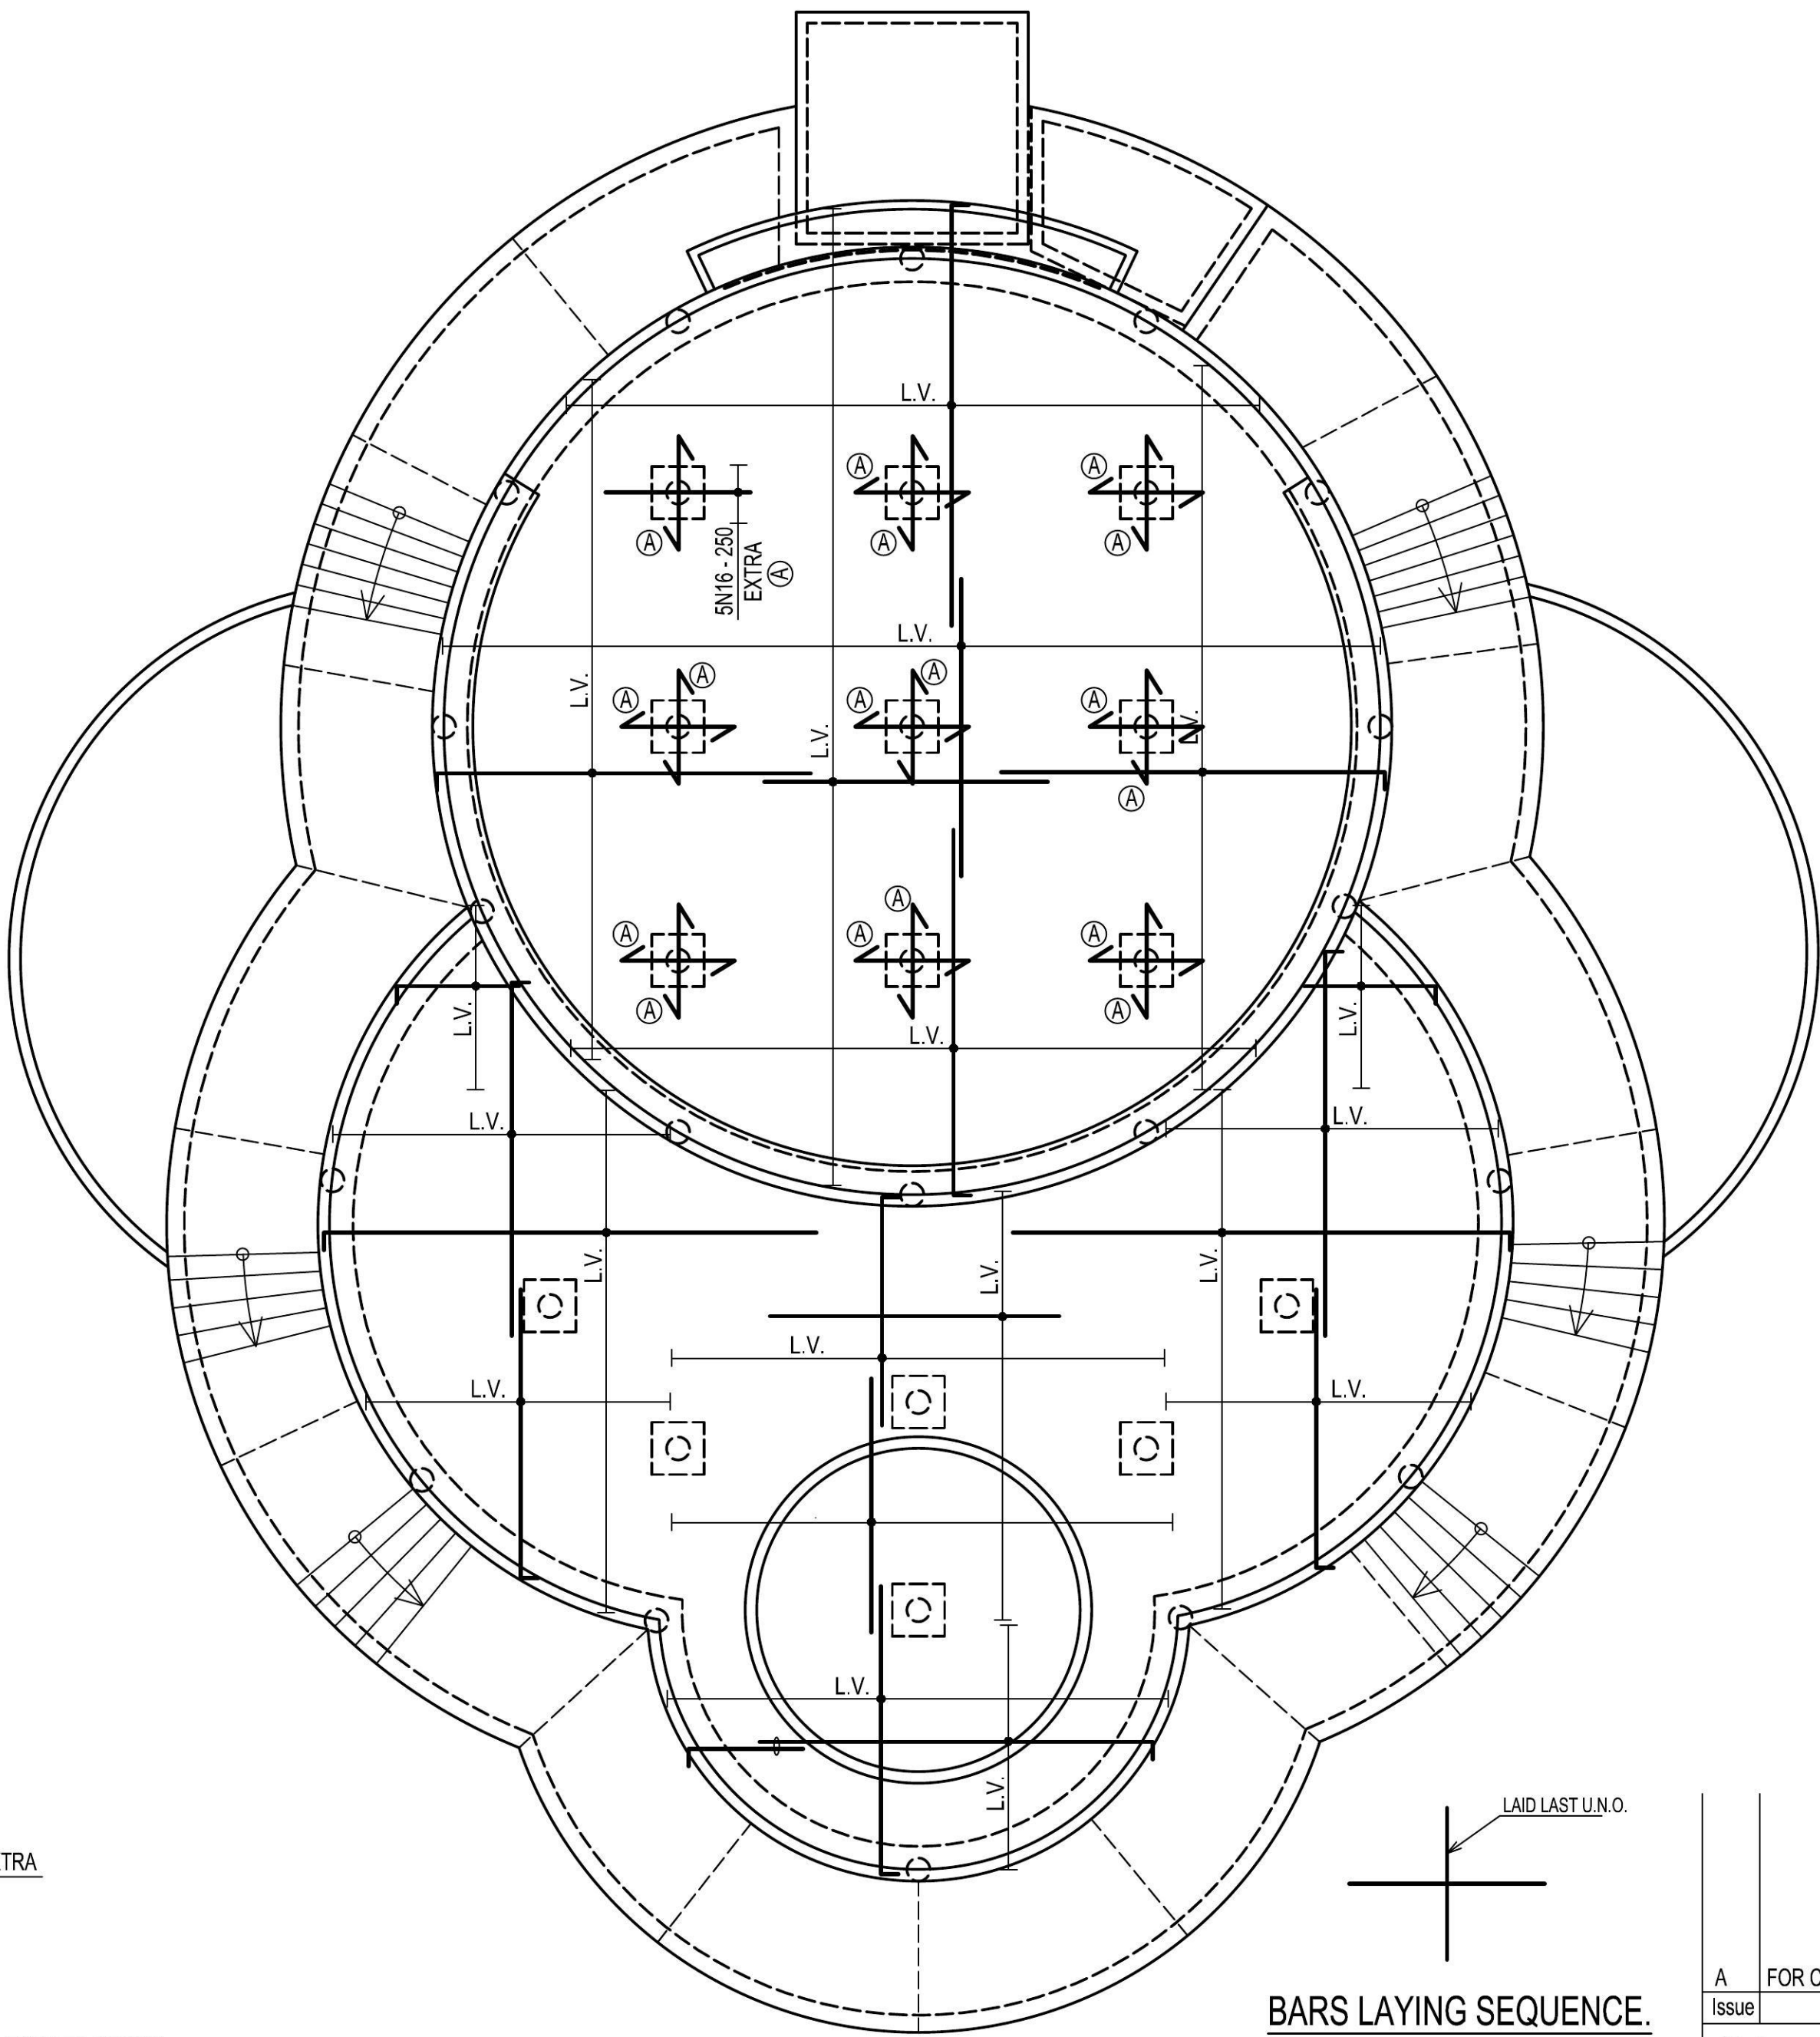 L.V.
Ⓐ
Ⓐ
Ⓐ
Ⓐ
Ⓐ
5N16 - 250
EXTRA
Ⓐ
L.V.
L.V.
Ⓐ
Ⓐ
Ⓐ
Ⓐ
Ⓐ
L.V.
L.V.
Ⓐ
Ⓐ
Ⓐ
Ⓐ
Ⓐ
Ⓐ
Ⓐ
L.V.
L.V.
L.V.
L.V.
L.V.
L.V.
L.V.
L.V.
L.V.
L.V.
L.V.
L.V.
L.V.
LAID LAST U.N.O.
TRA
BARS LAYING SEQUENCE.
A FOR C
Issue